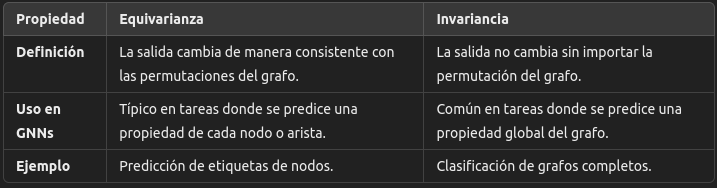 Propiedad Equivarianza Invariancia
Definición La salida cambia de manera consistente con las permutaciones del grafo. La salida no cambia sin importar la permutación del grafo.
Uso en GNNs Típico en tareas donde se predice una propiedad de cada nodo o arista. Común en tareas donde se predice una propiedad global del grafo.
Ejemplo Predicción de etiquetas de nodos. Clasificación de grafos completos.